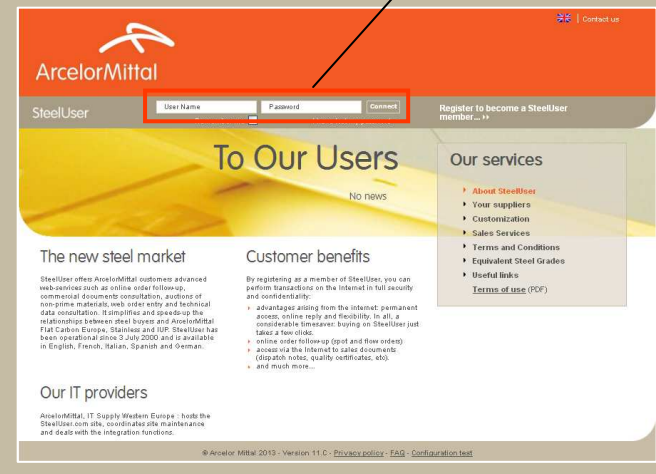 Contact us
ArcelorMittal
SteelUser
User Name
Password
Connect
Register to become a SteelUser
member...
To Our Users
No news
The new steel market
SteelUser offers ArcelorMittal customers advanced
web-services such as online order follow-up,
commercial documents consultation, auctions of
non-prime materials, web order entry and technical
data consultation. It simplifies and speeds-up the
relationships between steel buyers and ArcelorMittal
Flat Carbon Europe, Stainless and IUP. SteelUser has
been operational since 3 July 2000 and is available
in English, French, Italian, Spanish and German.
Customer benefits
By registering as a member of SteelUser, you can
perform transactions on the Internet in full security
and confidentiality:
advantages arising from the internet: permanent
access, online reply and flexibility. In all, a
considerable timesaver: buying on SteelUser just
takes a few clicks.
online order follow-up (spot and flow orders)
access via the Internet to sales documents
(dispatch notes, quality certificates, etc).
and much more...
Our services
About SteelUser
Your suppliers
Customization
Sales Services
Terms and Conditions
Equivalent Steel Grades
Useful links
Terms of use (PDF)
Our IT providers
ArcelorMittal, IT Supply Western Europe : hosts the
SteelUser.com site, coordinates site maintenance
and deals with the integration functions.
© Arcelor Mittal 2013 - Version 11.C - Privacy policy - FAQ - Configuration test